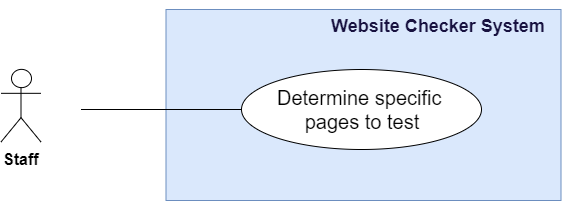 Website Checker System
Determine specific
pages to test
Staff